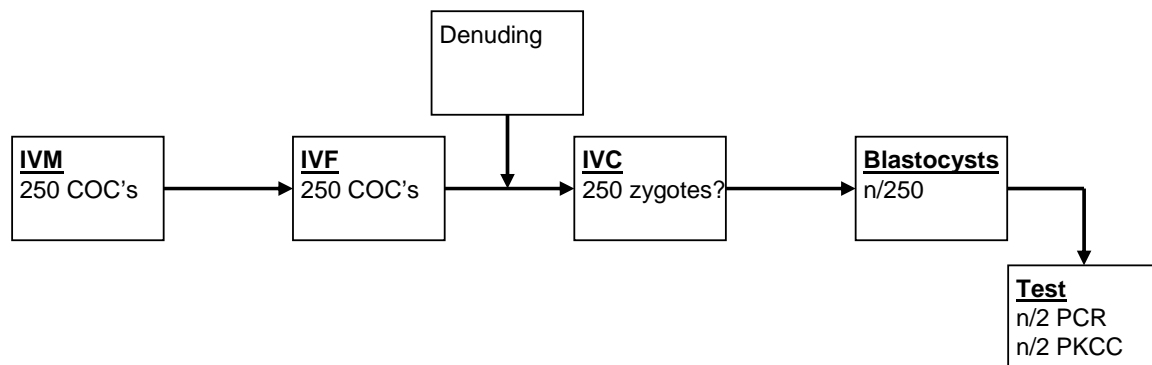 Denuding
IVM
250 COC's
IVF
250 COC's
IVC
250 zygotes?
Blastocysts
n/250
Test
n/2 PCR
n/2 PKCC